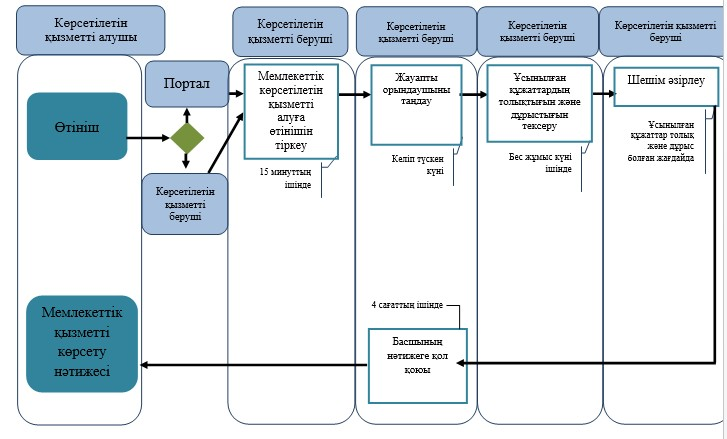 Көрсетілетін
қызметті алушы
Көрсетілетін
қызметті беруші
Көрсетілетін
қызметті беруші
Көрсетілетін
қызметті беруші
Көрсетілетін қызметті
беруші
Өтініш
Портал
Көрсетілетін
қызметті
беруші
Мемлекеттік
көрсетілетін
қызметті
алуға
өтінішін
тіркеу
15 минуттың
ішінде
Жауапты
орындаушыны
таңдау
Келіп түскен
күні
Ұсынылған
құжаттардың
толықтығын және
дұрыстығын
тексеру
Бес жұмыс күні
ішінде
Шешім әзірлеу
Ұсынылған
құжаттар толық
және дұрыс
болған жағдайда
4 сағаттың ішінде
Басшының
нәтижеге қол
қоюы
Мемлекеттік
қызметті
көрсету
нәтижесі